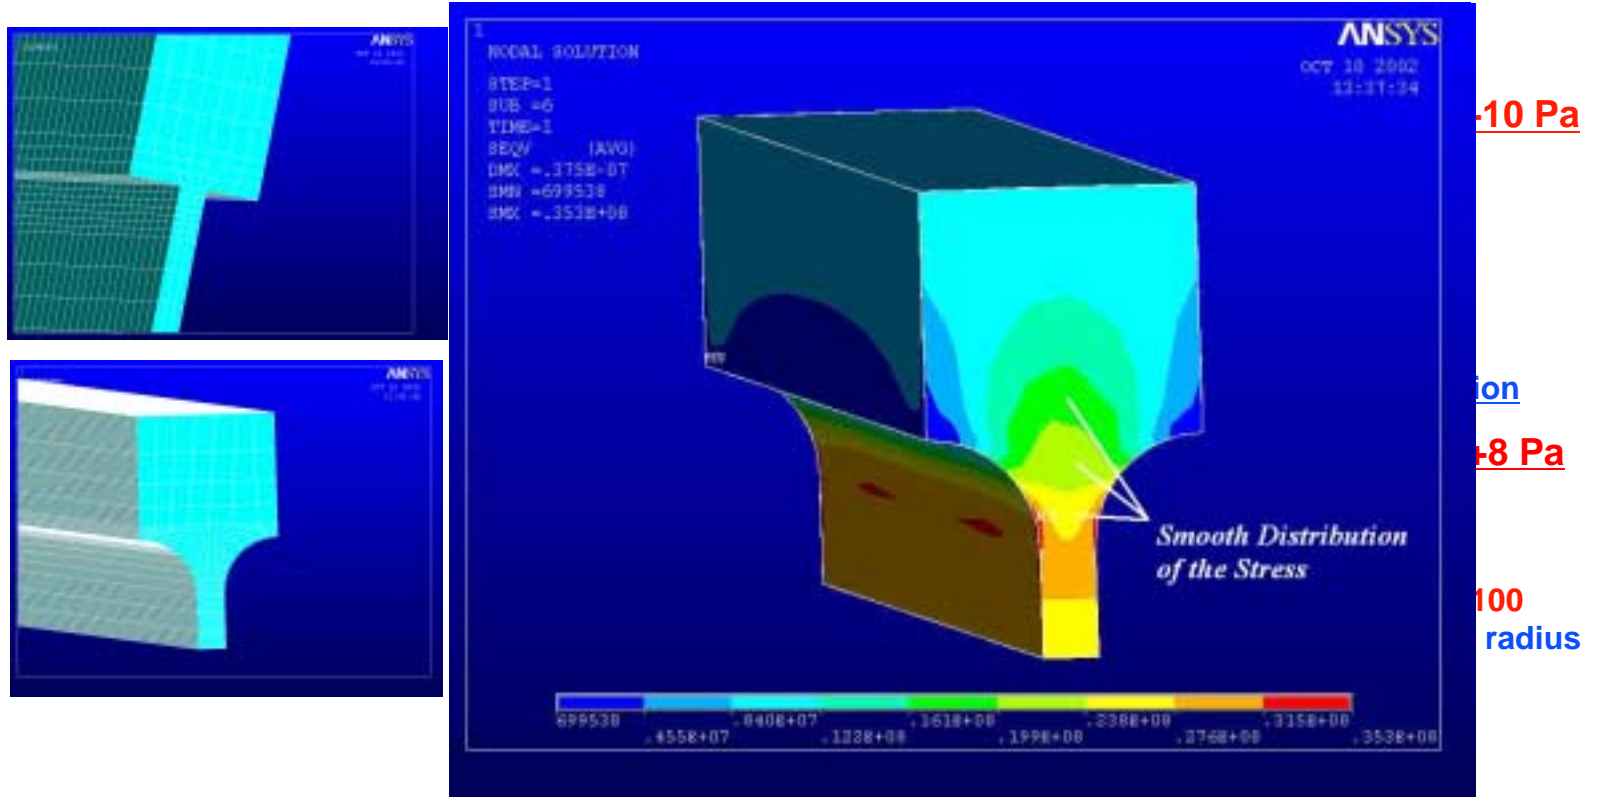 ANSYS
ANSYS
1
NODAL SOLUTION
STEP=1
SUB =6
TIME=1
SEQV (AVG)
DMX =.375E-07
SMN =699538
SMX =.353E+08
ANSYS
OCT 10 2002
13:37:34
-10 Pa
ion
+8 Pa
Smooth Distribution
of the Stress
100
radius
699538 .840E+07 .161E+08 .238E+08 .315E+08
.455E+07 .123E+08 .199E+08 .276E+08 .353E+08